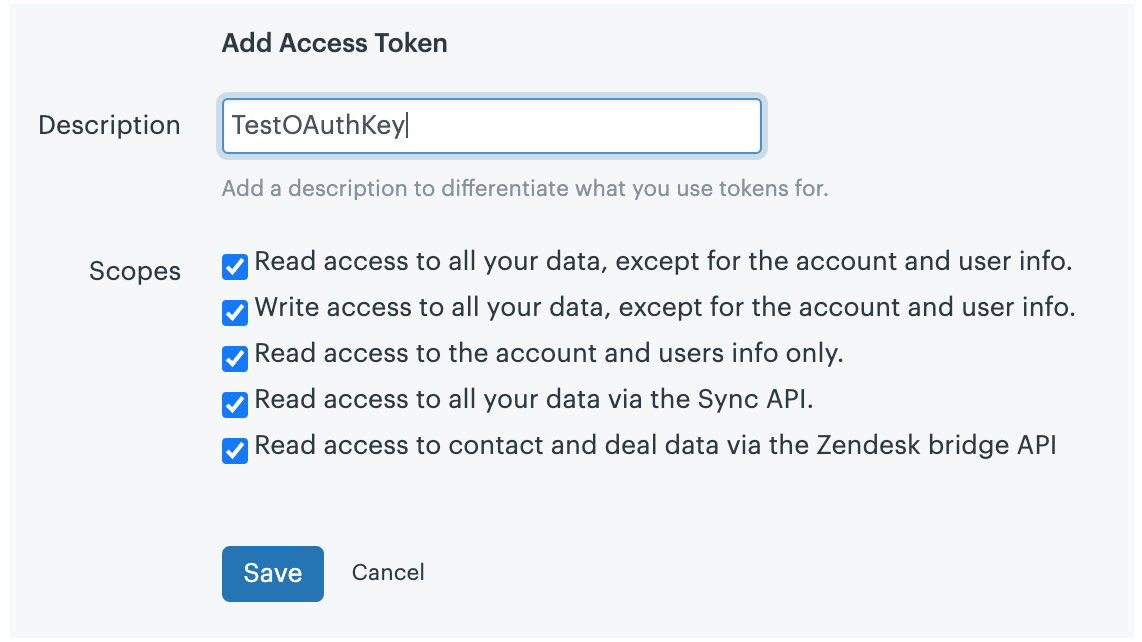 Add Access Token
Description
TestOAuthKey
Add a description to differentiate what you use tokens for.
Scopes
Read access to all your data, except for the account and user info.
Write access to all your data, except for the account and user info.
Read access to the account and users info only.
Read access to all your data via the Sync API.
Read access to contact and deal data via the Zendesk bridge API
Save
Cancel